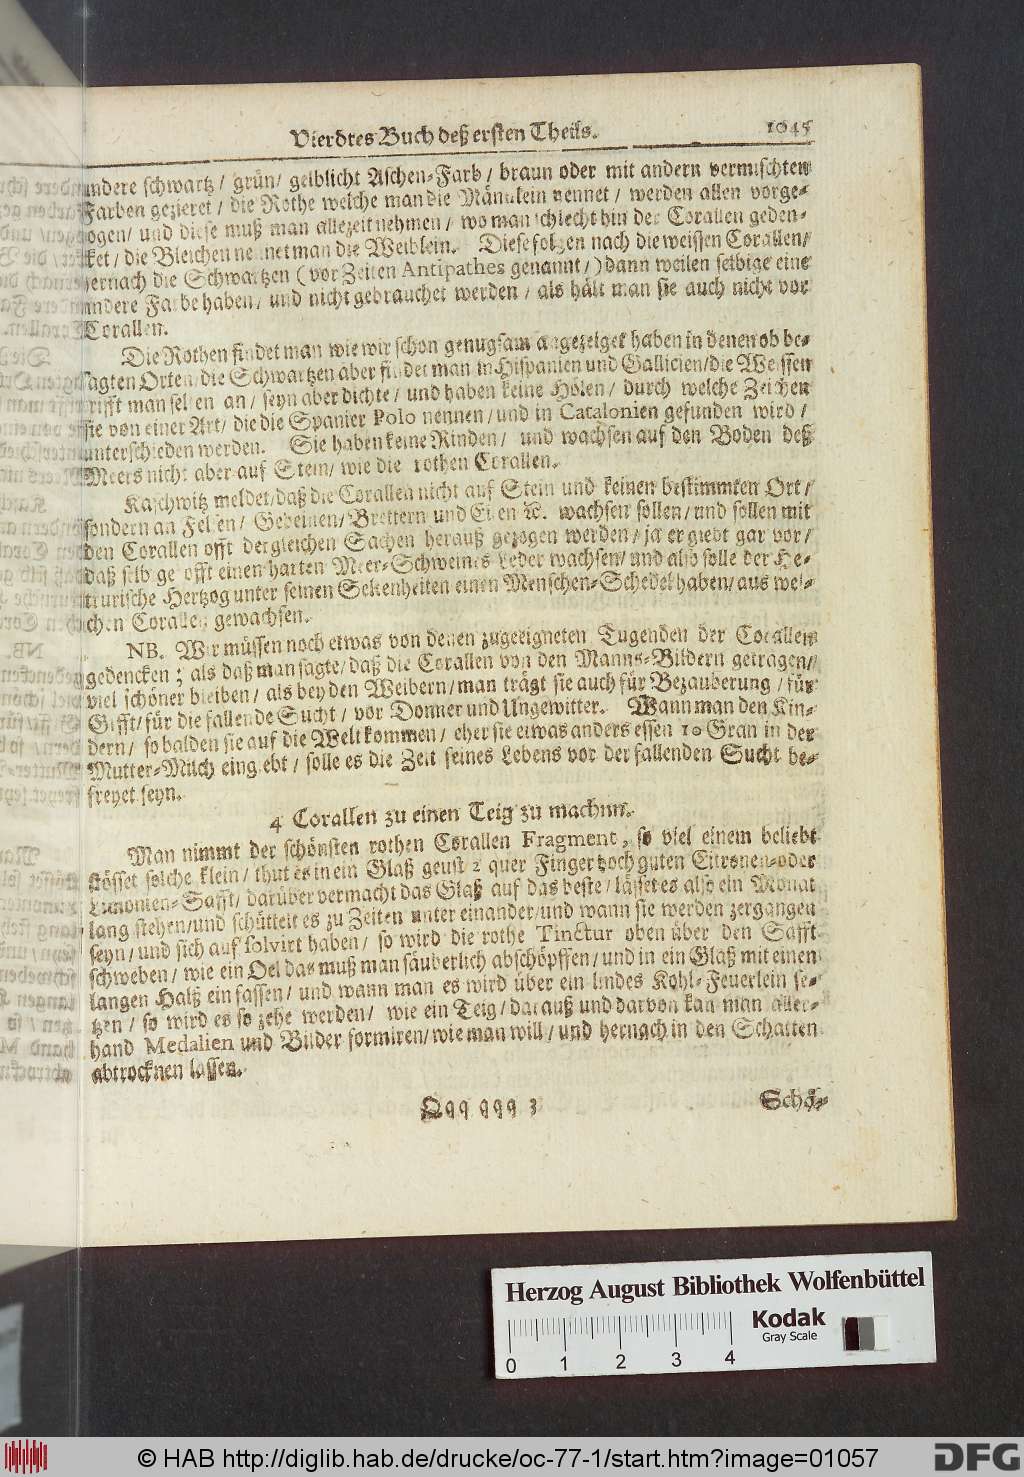 Vierdtes Buch deß ersten Theils. 1045
andere schwartz / grün / gelblicht Aschen-Farb / braun oder mit andern vermischten
Farben gezieret / die Rothe welche man die Männlein nennet / werden allen vorge-
zogen / und diese muß man allezeit nehmen / wo man schlecht hin der Corallen geden-
cket / die Bleichen nennet man die Weiblein. Diese folgen nach die weissen Corallen /
hernach die Schwartzen (vor Zeiten Antipathes genannt /) dann weilen selbige eine
andere Farbe haben / und nicht gebrauchet werden / als hält man sie auch nicht vor
Corallen.
Die Rothen findet man wie wir schon genugsam angezeiget haben in denen ob be-
sagten Orten / die Schwartzen aber findet man in Hispanien und Gallicien / die Weissen
trifft man selten an / seyn aber dichte / und haben keine Hölen / durch welche Zeichen
sie von einer Art / die die Spanier Polo nennen / und in Catalonien gefunden wird /
unterschieden werden. Sie haben keine Rinden / und wachsen auf den Boden deß
Meers nicht aber auf Stein / wie die rothen Corallen.
Kaschwitz meldet / daß die Corallen nicht auf Stein und keinen bestimmten Ort /
sondern an Felsen / Gebeinen / Brettern und Eisen &c. wachsen sollen / und sollen mit
den Corallen offt dergleichen Sachen herauß gezogen werden / ja er giebt gar vor /
daß selbige offt einen harten Meer-Schweines Leder wachsen / und also solle der He-
trurische Hertzog unter seinen Seltenheiten einen Menschen-Schedel haben / aus wel-
chen Corallen gewachsen.
NB. Wir müssen noch etwas von denen zugeeigneten Tugenden der Corallen
gedencken; als daß man sagte / daß die Corallen von den Manns-Bildern getragen /
viel schöner bleiben / als bey den Weibern / man trägt sie auch für Bezauberung / für
Gifft / für die fallende Sucht / vor Donner und Ungewitter. Wann man den Kin-
dern / so balden sie auf die Welt kommen / eher sie etwas anders essen 10 Gran in der
Mutter-Milch eingiebt / solle es die Zeit seines Lebens vor der fallenden Sucht be-
freyet seyn.
4 Corallen zu einen Teig zu machen.
Man nimmt der schönsten rothen Corallen Fragment, so viel einem beliebt
stösset solche klein / thut es in ein Glaß geust 2 quer Finger hoch guten Citronen- oder
Limonien-Safft / darüber vermacht das Glaß auf das beste / lässet es also ein Monat
lang stehen / und schüttelt es zu Zeiten unter einander / und wann sie werden zergangen
seyn / und sich auf solvirt haben / so wird die rothe Tinctur oben über den Safft
schweben / wie ein Oel das muß man säuberlich abschöpffen / und in ein Glaß mit einen
langen Halß einfassen / und wann man es wird über ein lindes Kohl-Feuerlein se-
tzen / so wird es so zehe werden / wie ein Teig / darauß und darvon kan man aller-
hand Medalien und Bilder formiren / wie man will / und hernach in den Schatten
abtrocknen lassen.
Qqq qqq 3 Schö-
Herzog August Bibliothek Wolfenbüttel
Kodak
Gray Scale
0 1 2 3 4
© HAB http://diglib.hab.de/drucke/oc-77-1/start.htm?image=01057
DFG